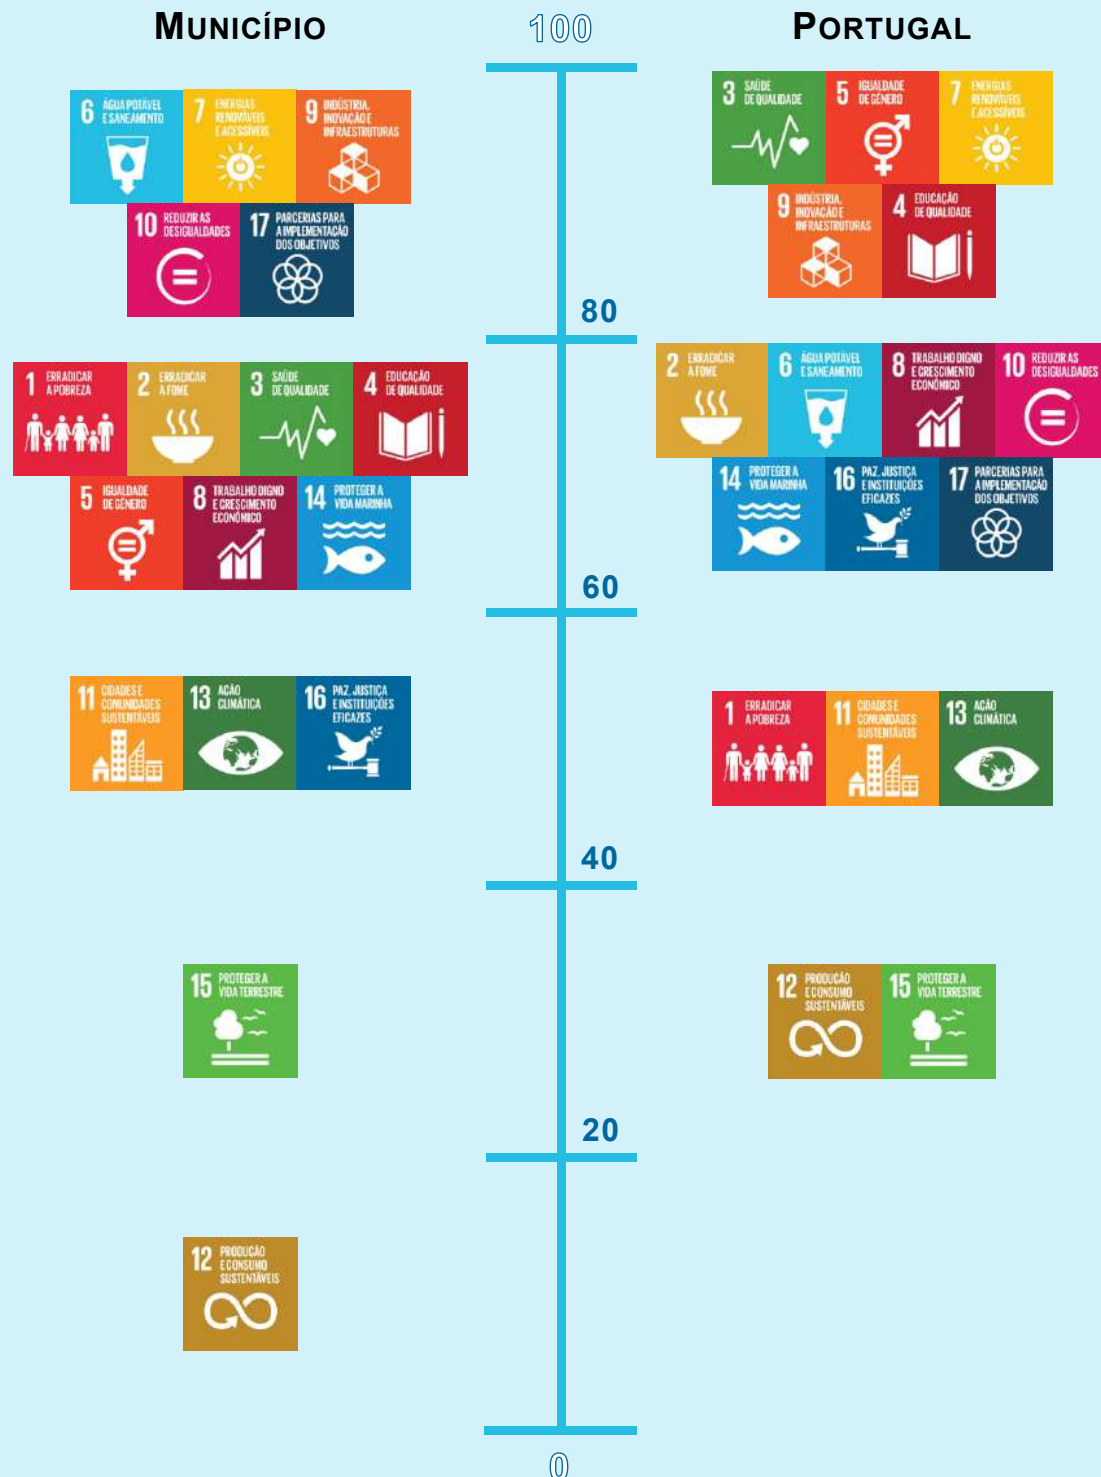 MUNICÍPIO
100
PORTUGAL
6 ÁGUA POTÁVEL
E SANEAMENTO
7 ENERGIAS
RENOVÁVEIS
E ACESSÍVEIS
9 INDÚSTRIA,
INOVAÇÃO E
INFRAESTRUTURAS
10 REDUZIR AS
DESIGUALDADES
17 PARCERIAS PARA
A IMPLEMENTAÇÃO
DOS OBJETIVOS
3 SAÚDE
DE QUALIDADE
5 IGUALDADE
DE GÉNERO
7 ENERGIAS
RENOVÁVEIS
E ACESSÍVEIS
9 INDÚSTRIA,
INOVAÇÃO E
INFRAESTRUTURAS
4 EDUCAÇÃO
DE QUALIDADE
80
1 ERRADICAR
A POBREZA
2 ERRADICAR
A FOME
3 SAÚDE
DE QUALIDADE
4 EDUCAÇÃO
DE QUALIDADE
5 IGUALDADE
DE GÉNERO
8 TRABALHO DIGNO
E CRESCIMENTO
ECONÓMICO
14 PROTEGER A
VIDA MARINHA
2 ERRADICAR
A FOME
6 ÁGUA POTÁVEL
E SANEAMENTO
8 TRABALHO DIGNO
E CRESCIMENTO
ECONÓMICO
10 REDUZIR AS
DESIGUALDADES
14 PROTEGER A
VIDA MARINHA
16 PAZ, JUSTIÇA
E INSTITUIÇÕES
EFICAZES
17 PARCERIAS PARA
A IMPLEMENTAÇÃO
DOS OBJETIVOS
60
11 CIDADES E
COMUNIDADES
SUSTENTÁVEIS
13 AÇÃO
CLIMÁTICA
16 PAZ, JUSTIÇA
E INSTITUIÇÕES
EFICAZES
1 ERRADICAR
A POBREZA
11 CIDADES E
COMUNIDADES
SUSTENTÁVEIS
13 AÇÃO
CLIMÁTICA
40
15 PROTEGER A
VIDA TERRESTRE
12 PRODUÇÃO
E CONSUMO
SUSTENTÁVEIS
15 PROTEGER A
VIDA TERRESTRE
20
12 PRODUÇÃO
E CONSUMO
SUSTENTÁVEIS
0